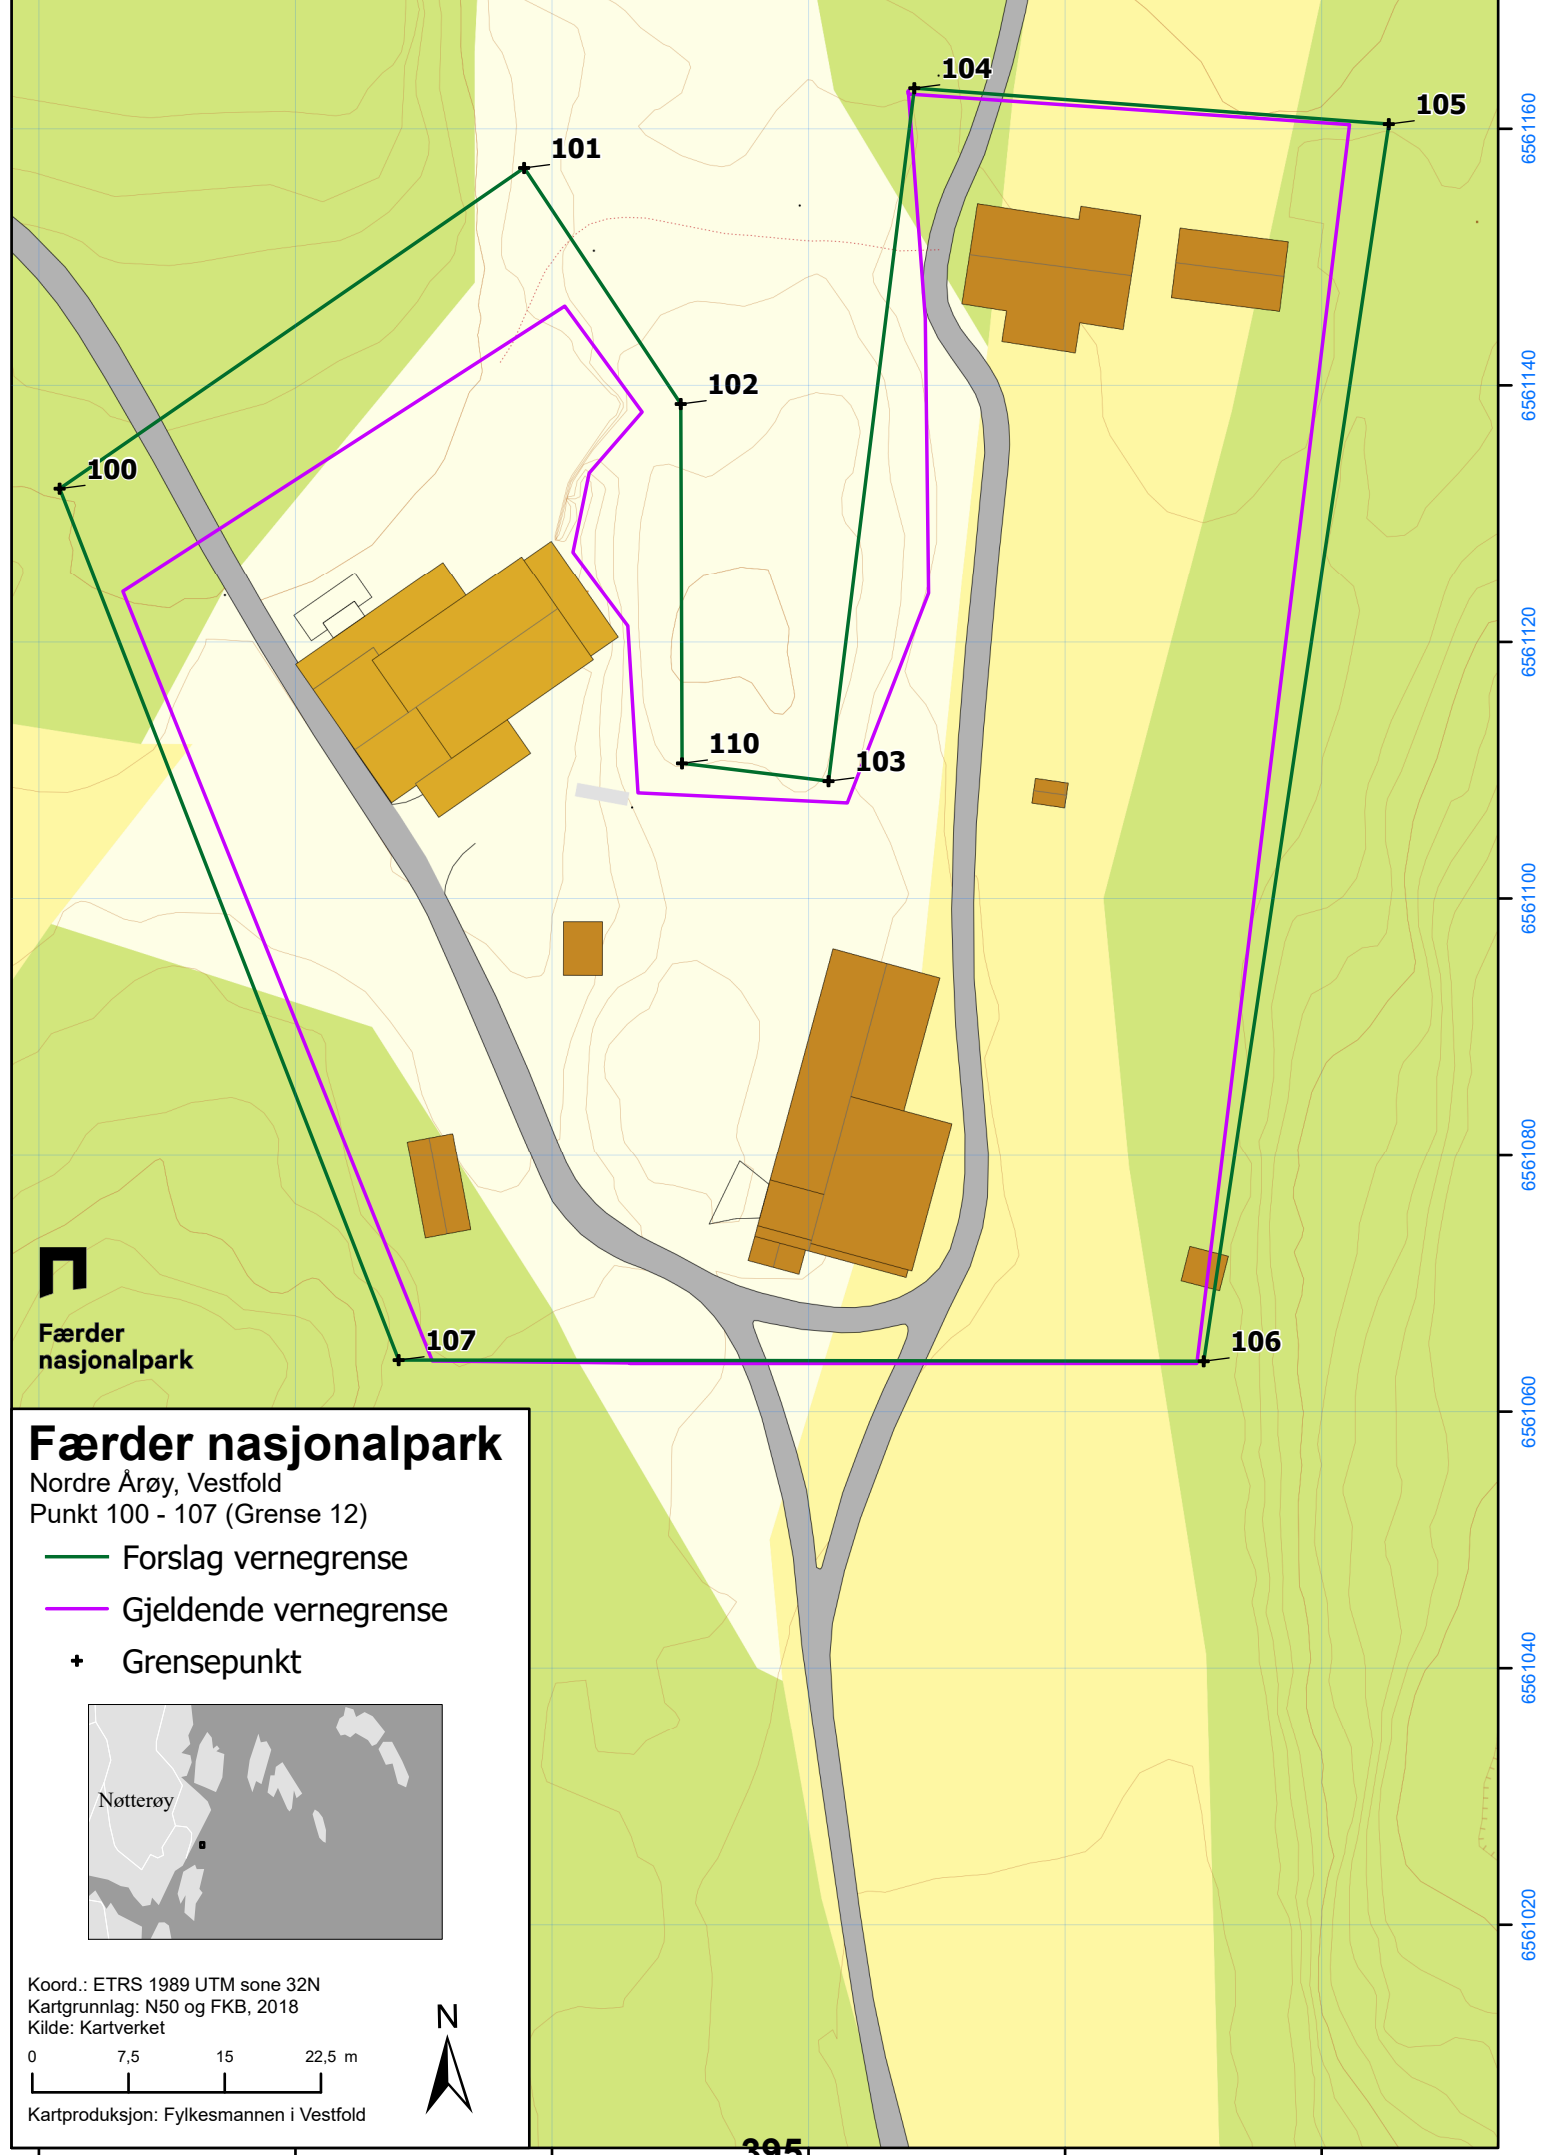 104
105
101
6561160
102
6561140
100
6561120
110
103
6561100
6561080
107
106
Færder
nasjonalpark
6561060
Færder nasjonalpark
Nordre Årøy, Vestfold
Punkt 100 - 107 (Grense 12)
Forslag vernegrense
Gjeldende vernegrense
Grensepunkt
6561040
Nøtterøy
6561020
Koord.: ETRS 1989 UTM sone 32N
Kartgrunnlag: N50 og FKB, 2018
Kilde: Kartverket
N
0 7,5 15 22,5 m
Kartproduksjon: Fylkesmannen i Vestfold
395